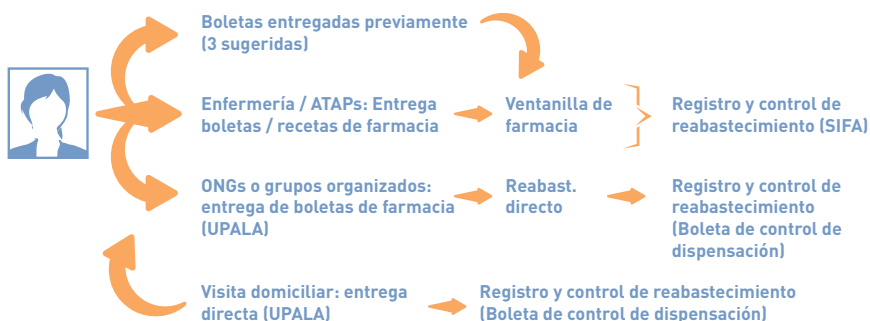 Boletas entregadas previamente
(3 sugeridas)
Enfermería / ATAPs: Entrega
boletas / recetas de farmacia
Ventanilla de
farmacia
Registro y control de
reabastecimiento (SIFA)
ONGs o grupos organizados:
entrega de boletas de farmacia
(UPALA)
Reabast.
directo
Registro y control de
reabastecimiento
(Boleta de control de
dispensación)
Visita domiciliar: entrega
directa (UPALA)
Registro y control de reabastecimiento
(Boleta de control de dispensación)